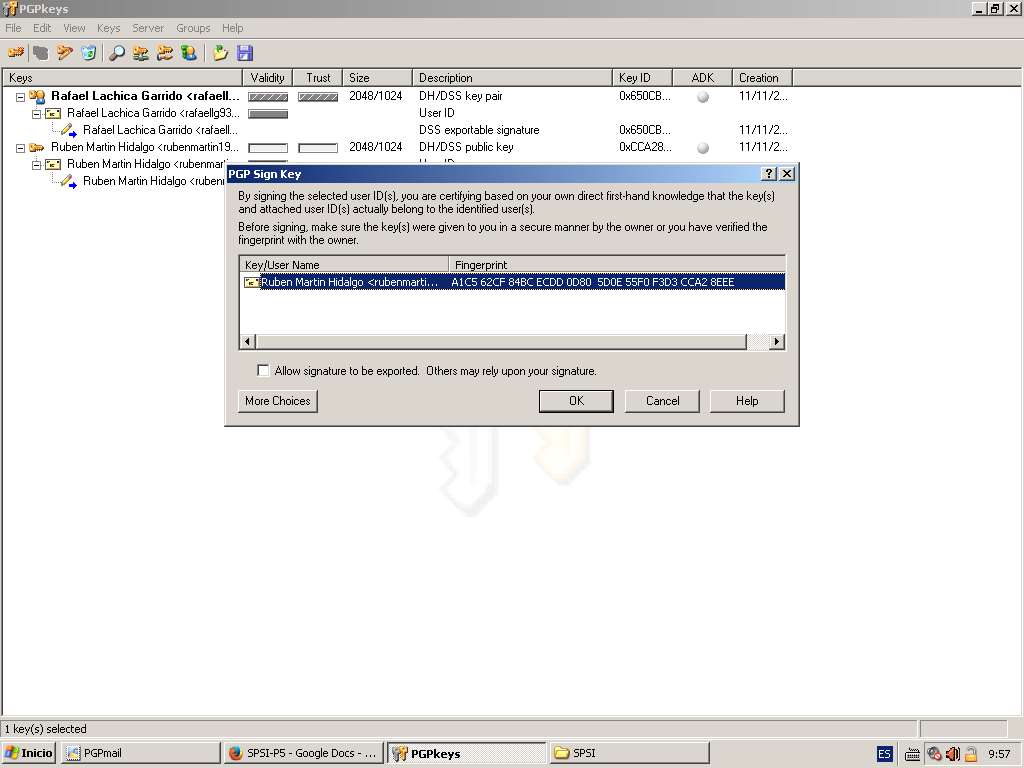 PGPkeys
File Edit View Keys Server Groups Help
Keys Validity Trust Size Description Key ID ADK Creation
Rafael Lachica Garrido <rafaell... 2048/1024 DH/DSS key pair 0x650CB... 11/11/2...
Rafael Lachica Garrido <rafaellg93... User ID
Rafael Lachica Garrido <rafaell... DSS exportable signature 0x650CB... 11/11/2...
Ruben Martin Hidalgo <rubenmartin19... 2048/1024 DH/DSS public key 0xCCA28... 11/11/2...
Ruben Martin Hidalgo <rubenmart
Ruben Martin Hidalgo <ruben
PGP Sign Key
By signing the selected user ID(s), you are certifying based on your own direct first-hand knowledge that the key(s)
and attached user ID(s) actually belong to the identified user(s).
Before signing, make sure the key(s) were given to you in a secure manner by the owner or you have verified the
fingerprint with the owner.
Key/User Name Fingerprint
Ruben Martin Hidalgo <rubenmarti... A1C5 62CF 84BC ECDD 0D80 5D0E 55F0 F3D3 CCA2 8EEE
Allow signature to be exported. Others may rely upon your signature.
More Choices OK Cancel Help
1 key(s) selected
Inicio PGPmail SPSI-P5 - Google Docs - ... PGPkeys SPSI ES 9:57